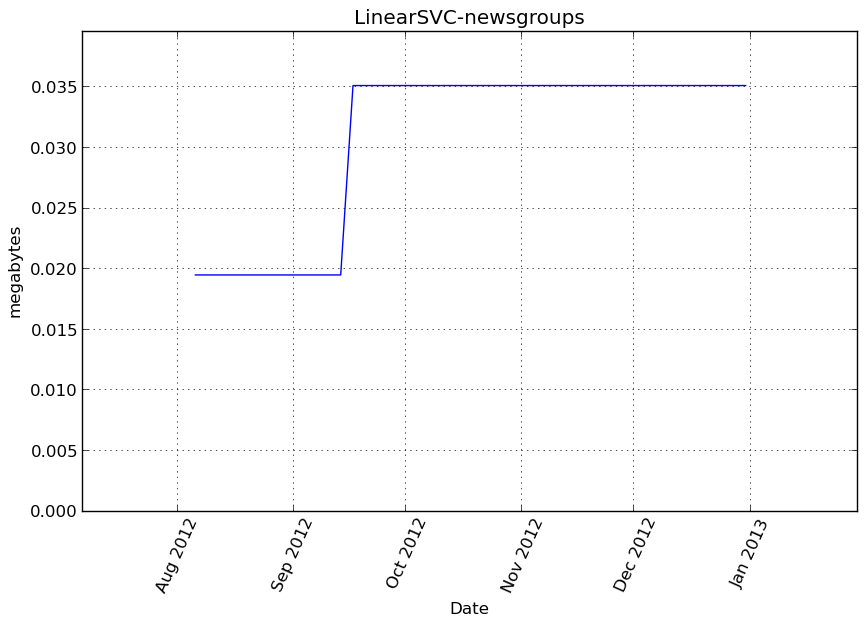 LinearSVC-newsgroups
0.035
0.030
0.025
0.020
0.015
0.010
0.005
0.000
megabytes
Aug 2012
Sep 2012
Oct 2012
Nov 2012
Dec 2012
Jan 2013
Date